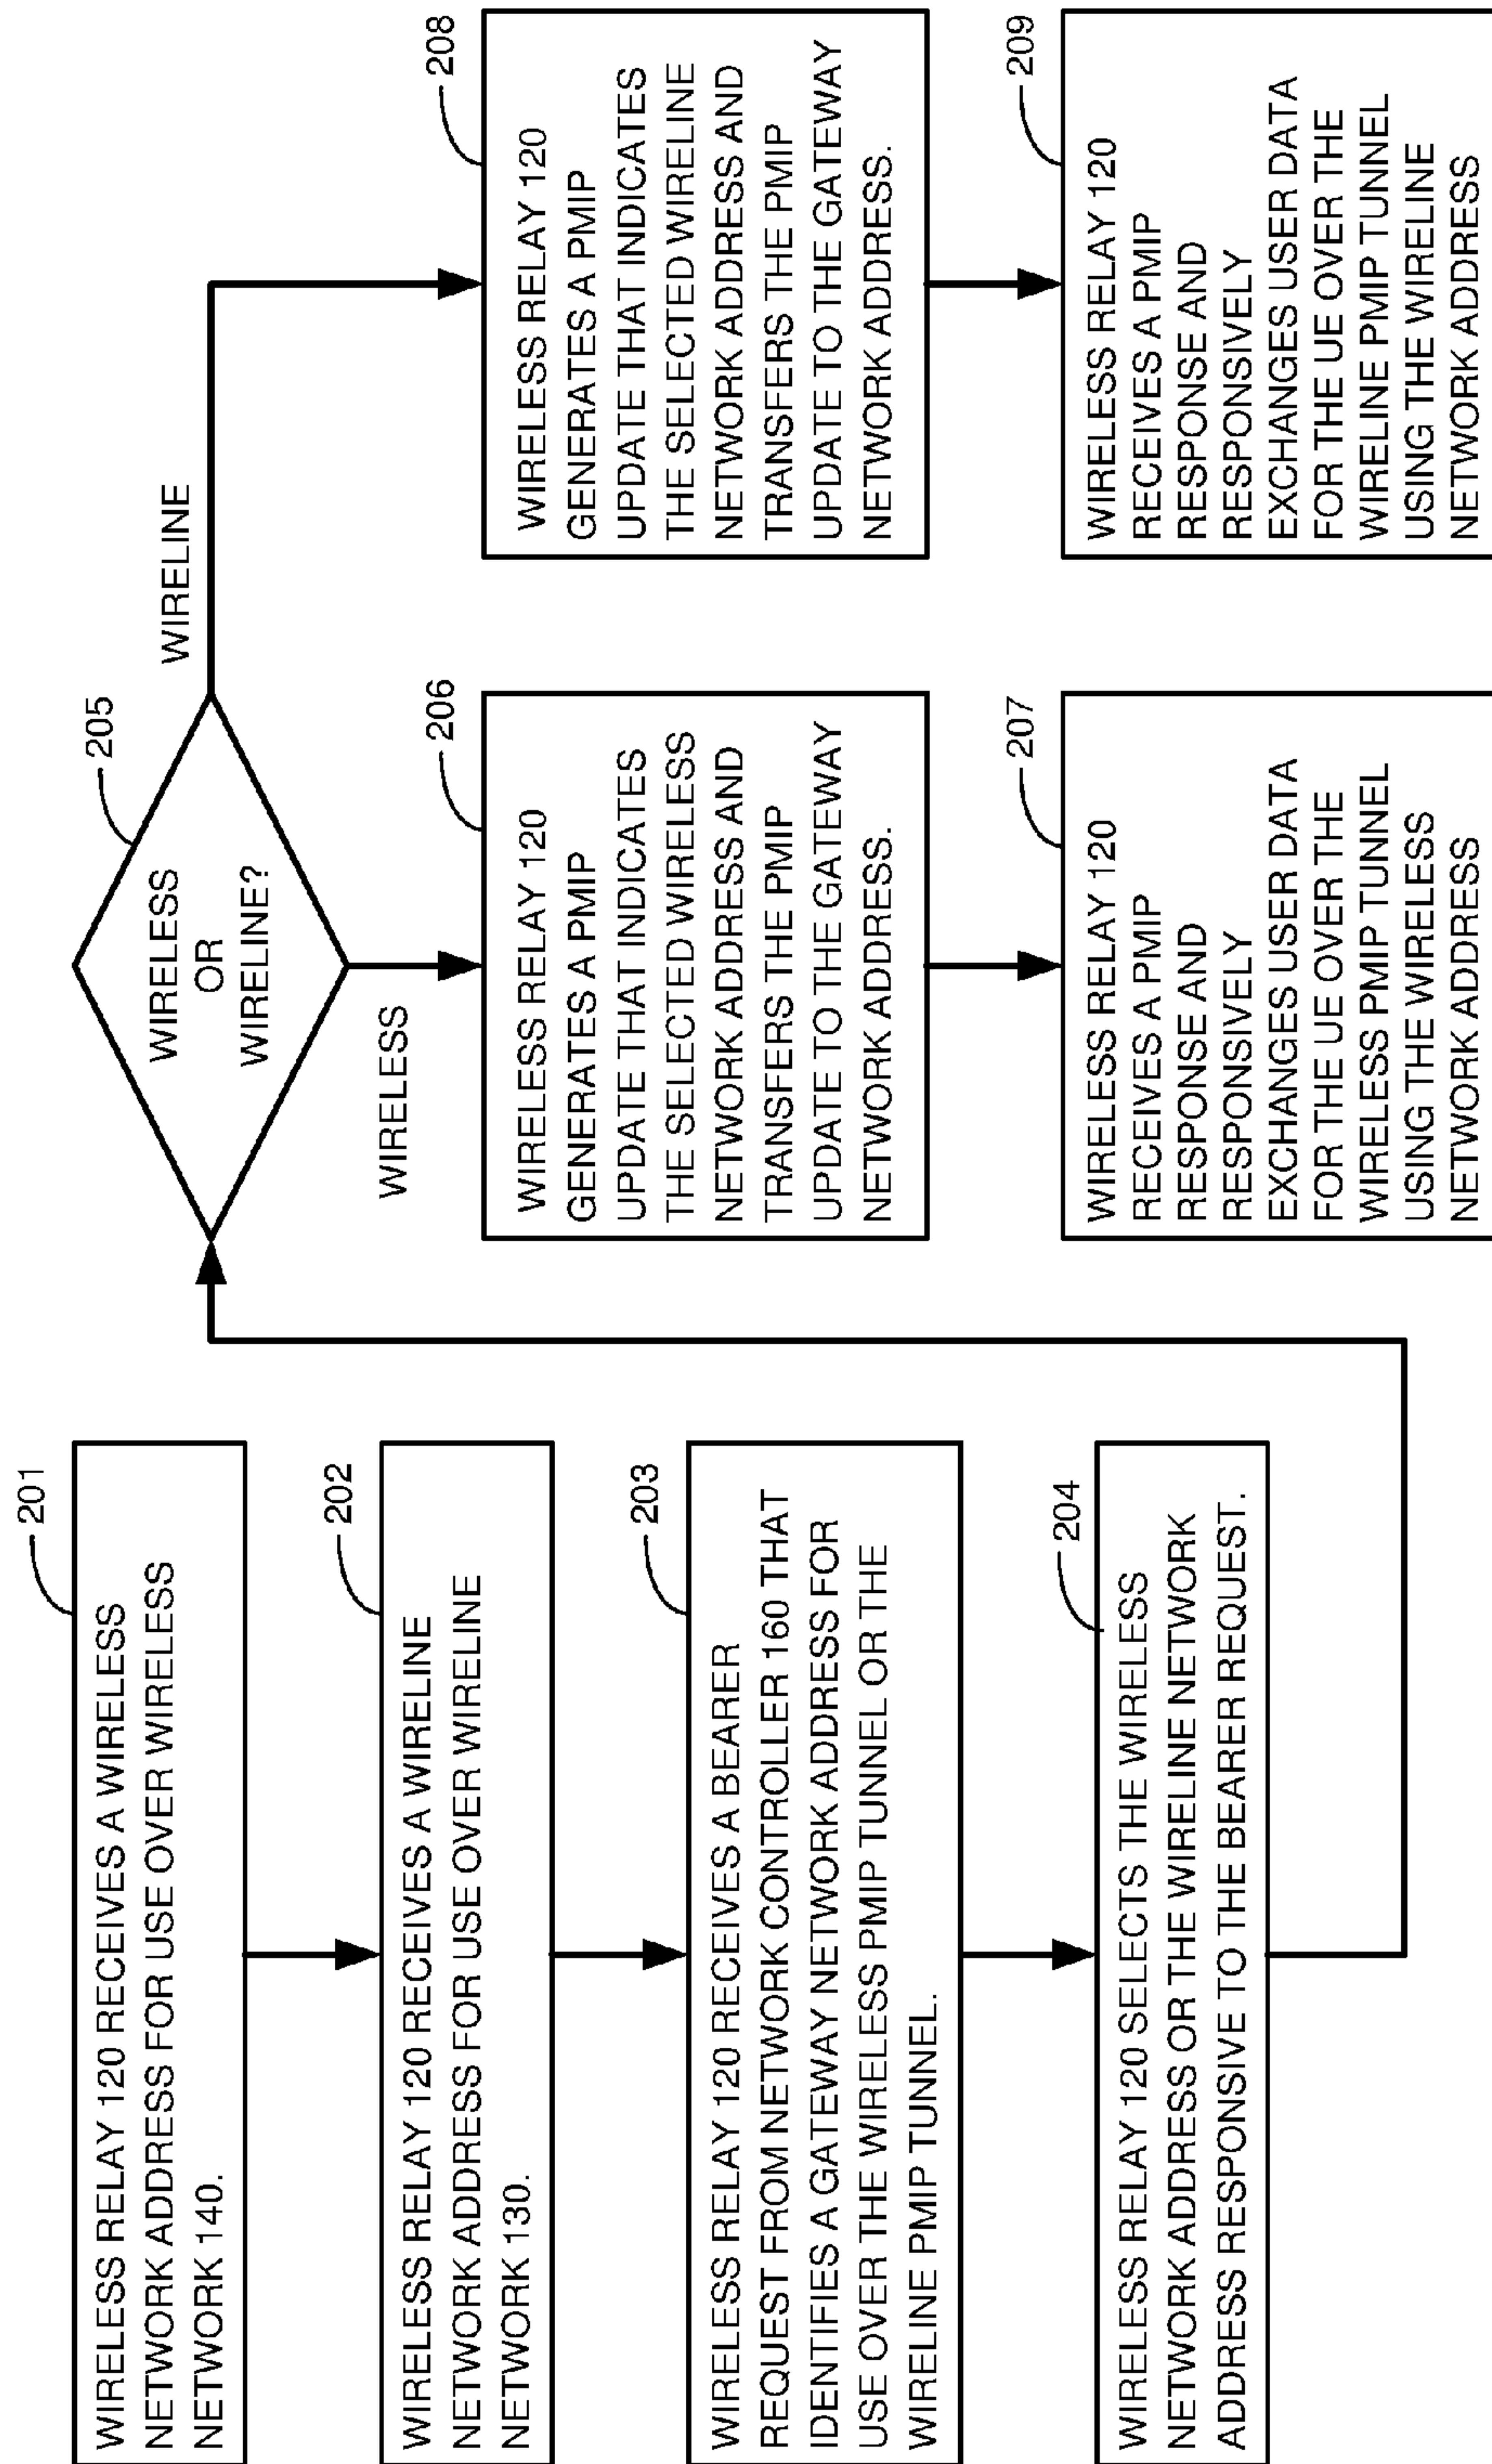 201
WIRELESS RELAY 120 RECEIVES A WIRELESS
NETWORK ADDRESS FOR USE OVER WIRELESS
NETWORK 140.
202
WIRELESS RELAY 120 RECEIVES A WIRELINE
NETWORK ADDRESS FOR USE OVER WIRELINE
NETWORK 130.
203
WIRELESS RELAY 120 RECEIVES A BEARER
REQUEST FROM NETWORK CONTROLLER 160 THAT
IDENTIFIES A GATEWAY NETWORK ADDRESS FOR
USE OVER THE WIRELESS PMIP TUNNEL OR THE
WIRELINE PMIP TUNNEL.
204
WIRELESS RELAY 120 SELECTS THE WIRELESS
NETWORK ADDRESS OR THE WIRELINE NETWORK
ADDRESS RESPONSIVE TO THE BEARER REQUEST.
205
WIRELESS
OR
WIRELINE?
WIRELESS
WIRELINE
206
WIRELESS RELAY 120
GENERATES A PMIP
UPDATE THAT INDICATES
THE SELECTED WIRELESS
NETWORK ADDRESS AND
TRANSFERS THE PMIP
UPDATE TO THE GATEWAY
NETWORK ADDRESS.
207
WIRELESS RELAY 120
RECEIVES A PMIP
RESPONSE AND
RESPONSIVELY
EXCHANGES USER DATA
FOR THE UE OVER THE
WIRELESS PMIP TUNNEL
USING THE WIRELESS
NETWORK ADDRESS
208
WIRELESS RELAY 120
GENERATES A PMIP
UPDATE THAT INDICATES
THE SELECTED WIRELINE
NETWORK ADDRESS AND
TRANSFERS THE PMIP
UPDATE TO THE GATEWAY
NETWORK ADDRESS.
209
WIRELESS RELAY 120
RECEIVES A PMIP
RESPONSE AND
RESPONSIVELY
EXCHANGES USER DATA
FOR THE UE OVER THE
WIRELINE PMIP TUNNEL
USING THE WIRELINE
NETWORK ADDRESS